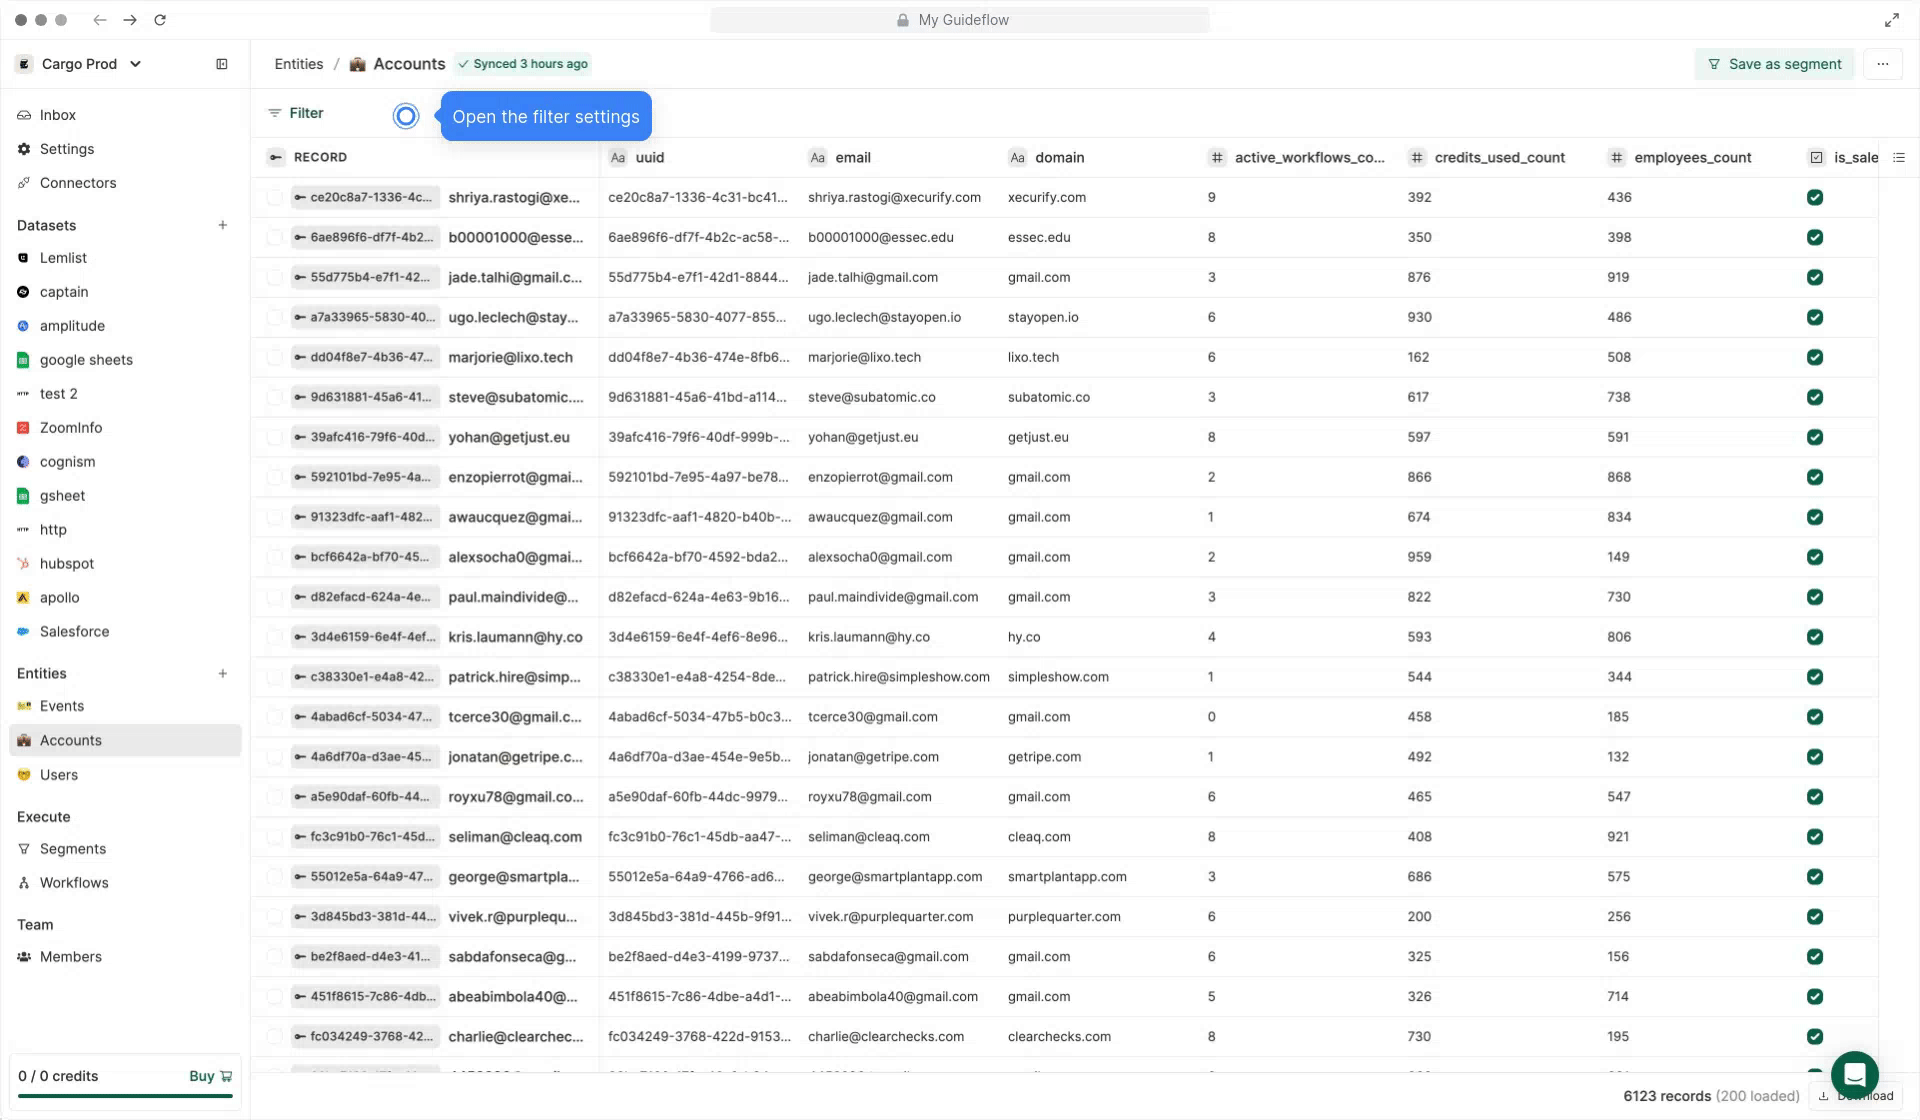 My Guideflow
Cargo Prod
Entities / Accounts Synced 3 hours ago
Save as segment
...
Inbox
Settings
Connectors
Datasets +
Lemlist
captain
amplitude
google sheets
HTTP test 2
ZoomInfo
cognism
gsheet
HTTP http
hubspot
apollo
Salesforce
Entities +
Events
Accounts
Users
Execute
Segments
Workflows
Team
Members
0 / 0 credits Buy
Filter
Open the filter settings
RECORD Aa uuid Aa email Aa domain # active_workflows_co... # credits_used_count # employees_count is_sale
ce20c8a7-1336-4c... shriya.rastogi@xe... ce20c8a7-1336-4c31-bc41... shriya.rastogi@xecurify.com xecurify.com 9 392 436
6ae896f6-df7f-4b2... b00001000@esse... 6ae896f6-df7f-4b2c-ac58-... b00001000@essec.edu essec.edu 8 350 398
55d775b4-e7f1-42... jade.talhi@gmail.c... 55d775b4-e7f1-42d1-8844... jade.talhi@gmail.com gmail.com 3 876 919
a7a33965-5830-40... ugo.leclech@stay... a7a33965-5830-4077-855... ugo.leclech@stayopen.io stayopen.io 6 930 486
dd04f8e7-4b36-47... marjorie@lixo.tech dd04f8e7-4b36-474e-8fb6... marjorie@lixo.tech lixo.tech 6 162 508
9d631881-45a6-41... steve@subatomic.... 9d631881-45a6-41bd-a114... steve@subatomic.co subatomic.co 3 617 738
39afc416-79f6-40d... yohan@getjust.eu 39afc416-79f6-40df-999b-... yohan@getjust.eu getjust.eu 8 597 591
592101bd-7e95-4a... enzopierrot@gmai... 592101bd-7e95-4a97-be78... enzopierrot@gmail.com gmail.com 2 866 868
91323dfc-aaf1-482... awaucquez@gmai... 91323dfc-aaf1-4820-b40b-... awaucquez@gmail.com gmail.com 1 674 834
bcf6642a-bf70-45... alexsocha0@gmai... bcf6642a-bf70-4592-bda2... alexsocha0@gmail.com gmail.com 2 959 149
d82efacd-624a-4e... paul.maindivide@... d82efacd-624a-4e63-9b16... paul.maindivide@gmail.com gmail.com 3 822 730
3d4e6159-6e4f-4ef... kris.laumann@hy.co 3d4e6159-6e4f-4ef6-8e96... kris.laumann@hy.co hy.co 4 593 806
c38330e1-e4a8-42... patrick.hire@simp... c38330e1-e4a8-4254-8de... patrick.hire@simpleshow.com simpleshow.com 1 544 344
4abad6cf-5034-47... tcerce30@gmail.c... 4abad6cf-5034-47b5-b0c3... tcerce30@gmail.com gmail.com 0 458 185
4a6df70a-d3ae-45... jonatan@getripe.c... 4a6df70a-d3ae-454e-9e5b... jonatan@getripe.com getripe.com 1 492 132
a5e90daf-60fb-44... royxu78@gmail.co... a5e90daf-60fb-44dc-9979... royxu78@gmail.com gmail.com 6 465 547
fc3c91b0-76c1-45d... seliman@cleaq.com fc3c91b0-76c1-45db-aa47-... seliman@cleaq.com cleaq.com 8 408 921
55012e5a-64a9-47... george@smartpla... 55012e5a-64a9-4766-ad6... george@smartplantapp.com smartplantapp.com 3 686 575
3d845bd3-381d-44... vivek.r@purplequ... 3d845bd3-381d-445b-9f91... vivek.r@purplequarter.com purplequarter.com 6 200 256
be2f8aed-d4e3-41... sabdafonseca@g... be2f8aed-d4e3-4199-9737... sabdafonseca@gmail.com gmail.com 6 325 156
451f8615-7c86-4db... abeabimbola40@... 451f8615-7c86-4dbe-a4d1-... abeabimbola40@gmail.com gmail.com 5 326 714
fc034249-3768-42... charlie@clearchec... fc034249-3768-422d-9153... charlie@clearchecks.com clearchecks.com 8 730 195
6123 records (200 loaded) Download